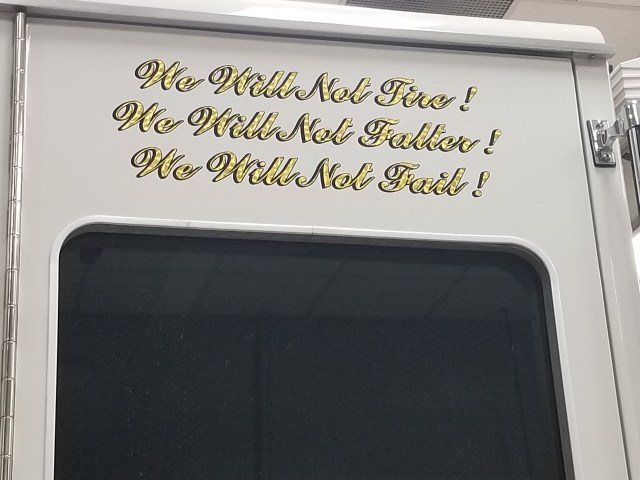 We Will Not Tire !
We Will Not Falter !
We Will Not Fail !